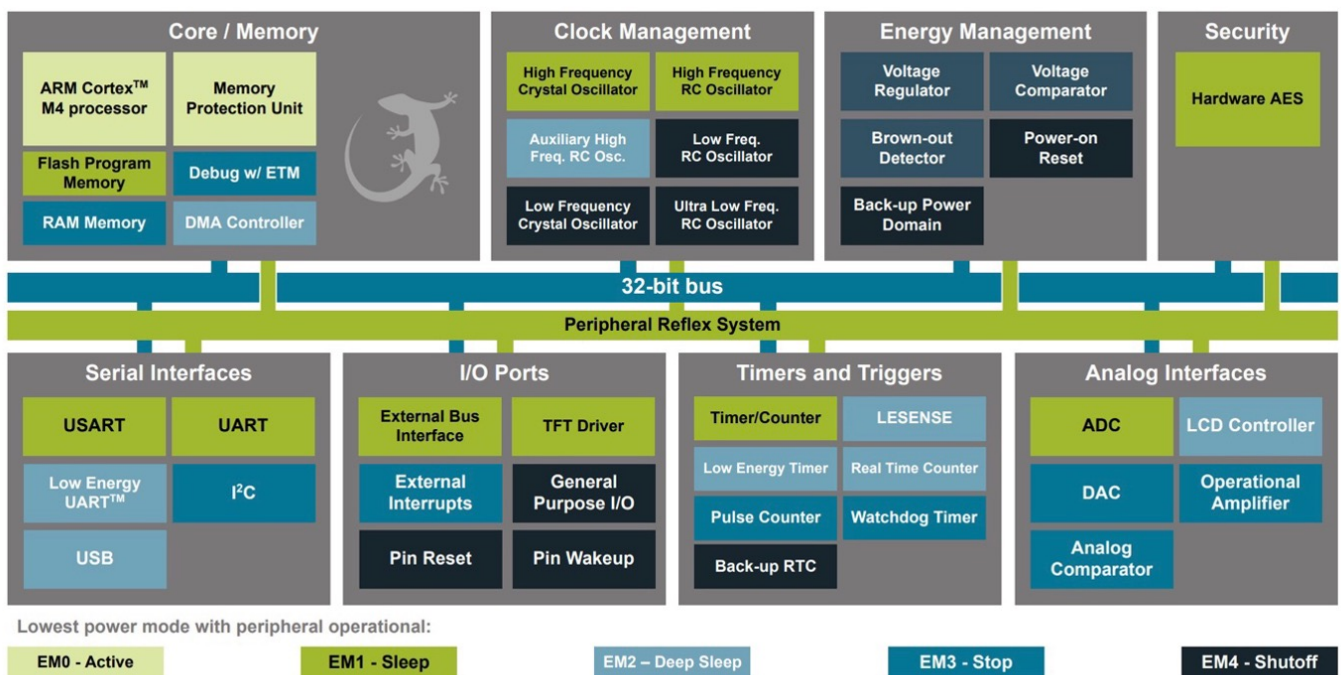 Core / Memory
ARM Cortex™
M4 processor
Memory
Protection Unit
Flash Program
Memory
Debug w/ ETM
RAM Memory
DMA Controller
Clock Management
High Frequency
Crystal Oscillator
High Frequency
RC Oscillator
Auxiliary High
Freq. RC Osc.
Low Freq.
RC Oscillator
Low Frequency
Crystal Oscillator
Ultra Low Freq.
RC Oscillator
Energy Management
Voltage
Regulator
Voltage
Comparator
Brown-out
Detector
Power-on
Reset
Back-up Power
Domain
Security
Hardware AES
32-bit bus
Peripheral Reflex System
Serial Interfaces
USART
UART
Low Energy
UART™
I²C
USB
I/O Ports
External Bus
Interface
TFT Driver
External
Interrupts
General
Purpose I/O
Pin Reset
Pin Wakeup
Timers and Triggers
Timer/Counter
LESENSE
Low Energy Timer
Real Time Counter
Pulse Counter
Watchdog Timer
Back-up RTC
Analog Interfaces
ADC
LCD Controller
DAC
Operational
Amplifier
Analog
Comparator
Lowest power mode with peripheral operational:
EM0 - Active
EM1 - Sleep
EM2 – Deep Sleep
EM3 - Stop
EM4 - Shutoff